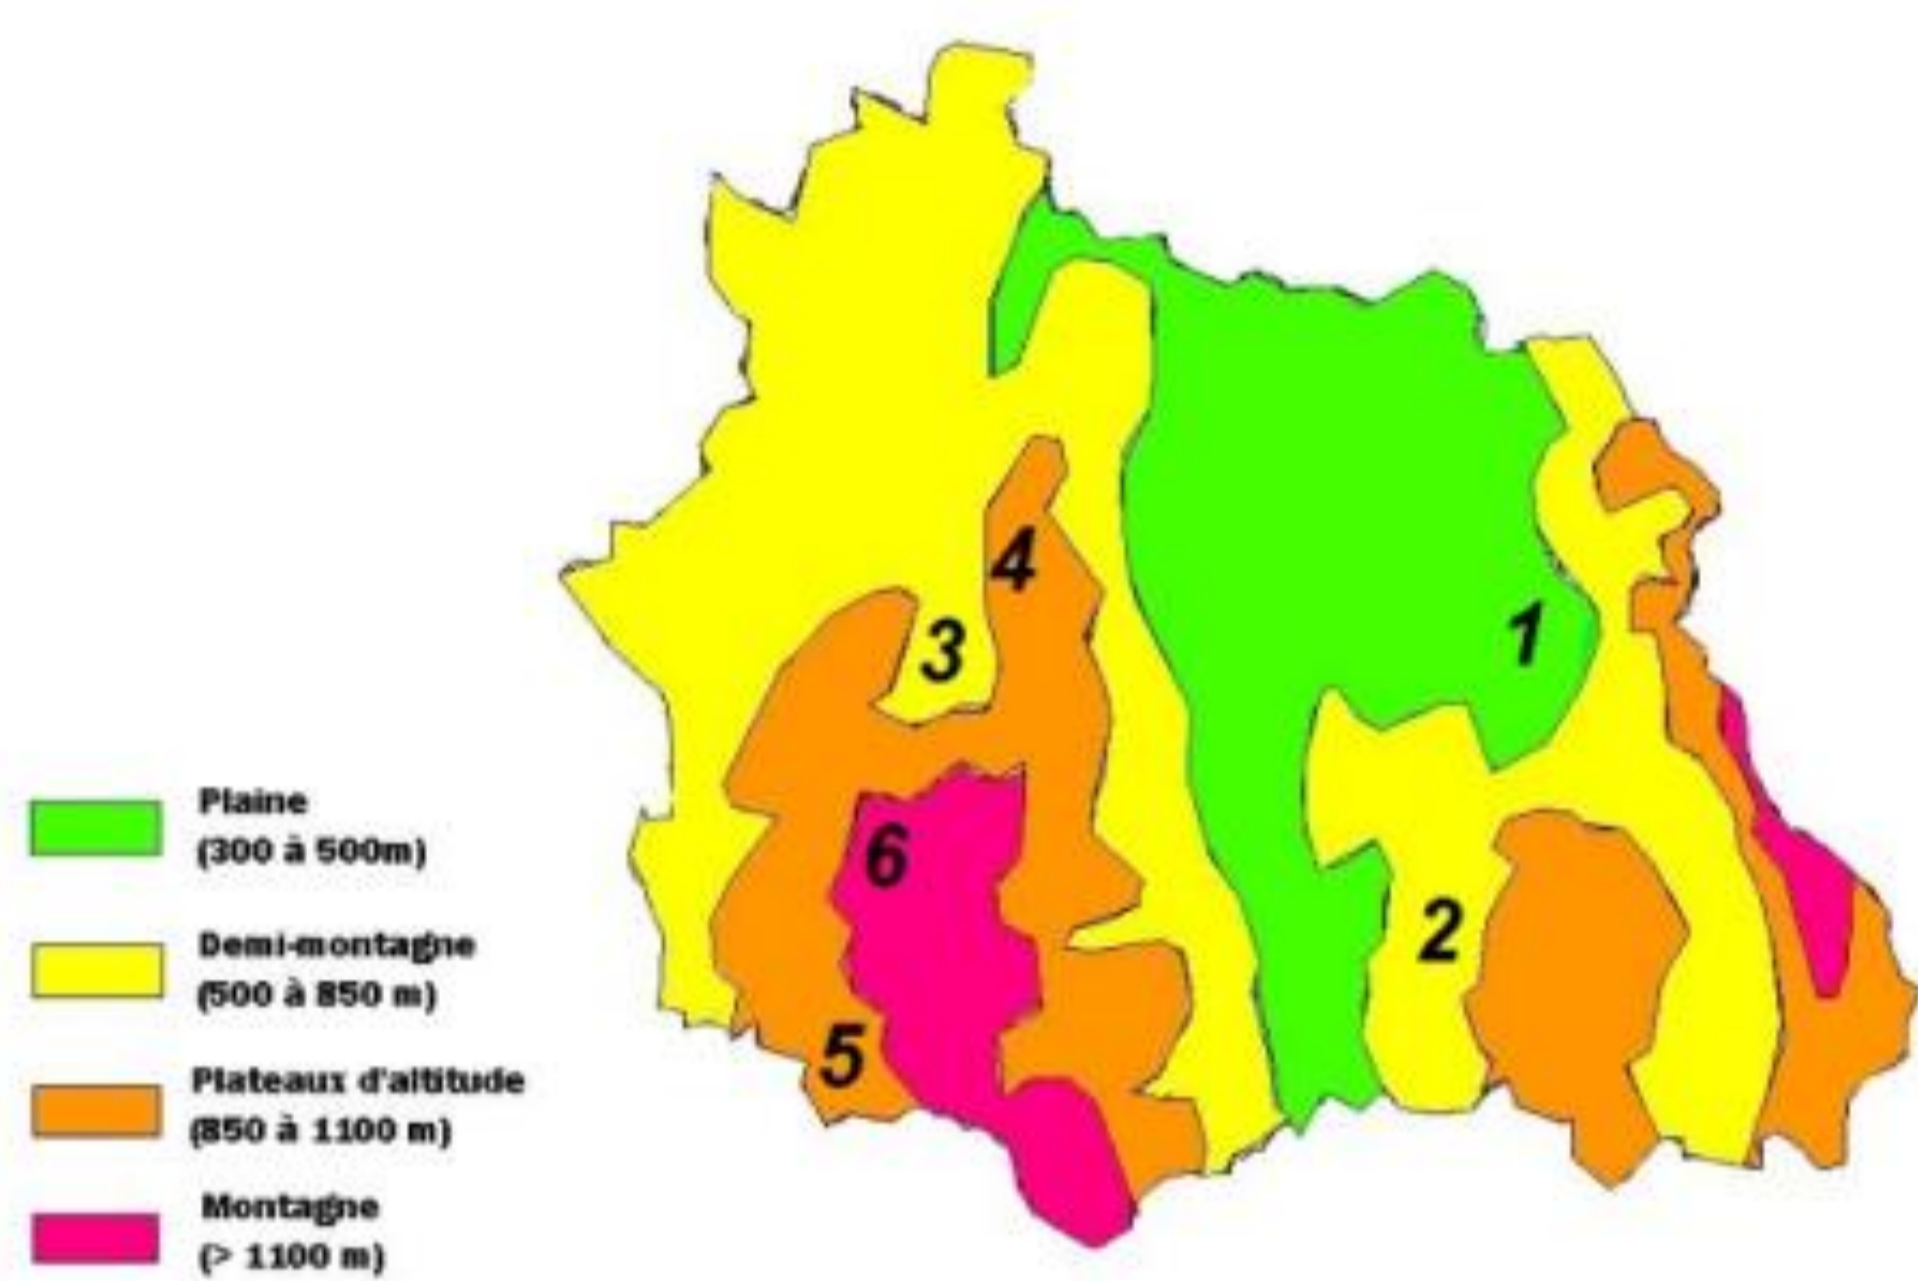 4
3
1
Plaine
(300 à 500m)
6
Demi-montagne
(500 à 850 m)
2
Plateaux d'altitude
(850 à 1100 m)
5
Montagne
(> 1100 m)